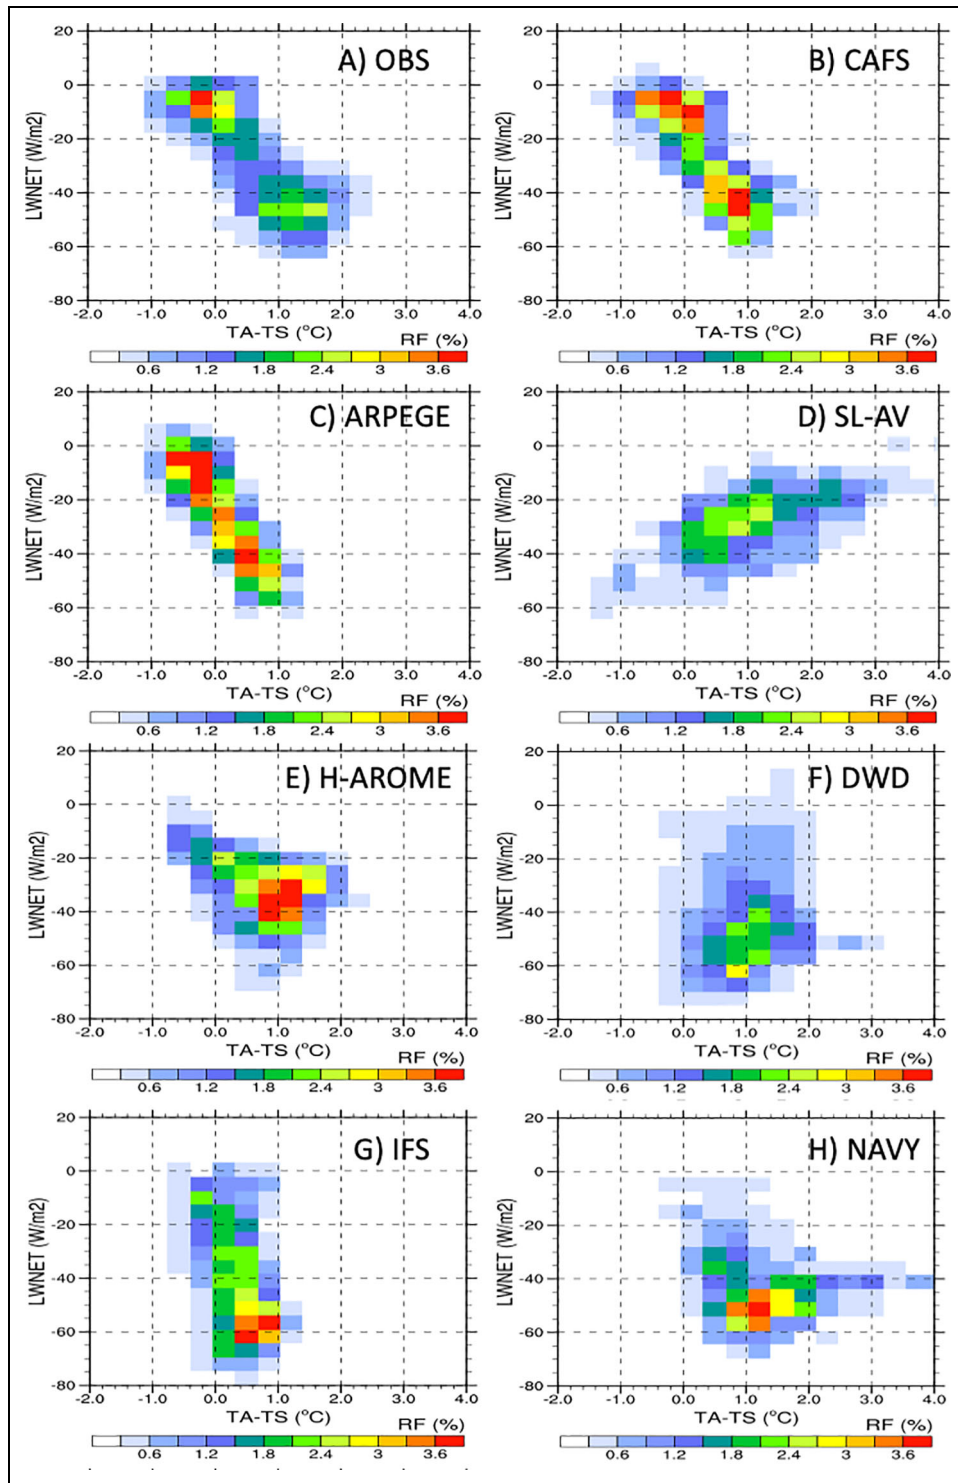 A) OBS
20
0
-20
-40
-60
-80
LWNET (W/m2)
-2.0 -1.0 0.0 1.0 2.0 3.0 4.0
TA-TS (°C)
RF (%)
0.6 1.2 1.8 2.4 3 3.6
B) CAFS
20
0
-20
-40
-60
-80
LWNET (W/m2)
-2.0 -1.0 0.0 1.0 2.0 3.0 4.0
TA-TS (°C)
RF (%)
0.6 1.2 1.8 2.4 3 3.6
C) ARPEGE
20
0
-20
-40
-60
-80
LWNET (W/m2)
-2.0 -1.0 0.0 1.0 2.0 3.0 4.0
TA-TS (°C)
RF (%)
0.6 1.2 1.8 2.4 3 3.6
D) SL-AV
20
0
-20
-40
-60
-80
LWNET (W/m2)
-2.0 -1.0 0.0 1.0 2.0 3.0 4.0
TA-TS (°C)
RF (%)
0.6 1.2 1.8 2.4 3 3.6
E) H-AROME
20
0
-20
-40
-60
-80
LWNET (W/m2)
-2.0 -1.0 0.0 1.0 2.0 3.0 4.0
TA-TS (°C)
RF (%)
0.6 1.2 1.8 2.4 3 3.6
F) DWD
20
0
-20
-40
-60
-80
LWNET (W/m2)
-2.0 -1.0 0.0 1.0 2.0 3.0 4.0
TA-TS (°C)
RF (%)
0.6 1.2 1.8 2.4 3 3.6
G) IFS
20
0
-20
-40
-60
-80
LWNET (W/m2)
-2.0 -1.0 0.0 1.0 2.0 3.0 4.0
TA-TS (°C)
RF (%)
0.6 1.2 1.8 2.4 3 3.6
H) NAVY
20
0
-20
-40
-60
-80
LWNET (W/m2)
-2.0 -1.0 0.0 1.0 2.0 3.0 4.0
TA-TS (°C)
RF (%)
0.6 1.2 1.8 2.4 3 3.6